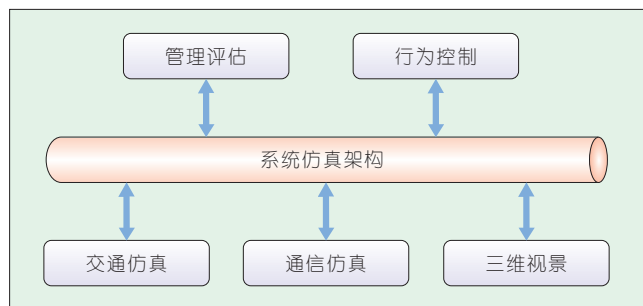 管理评估
行为控制
系统仿真架构
交通仿真
通信仿真
三维视景